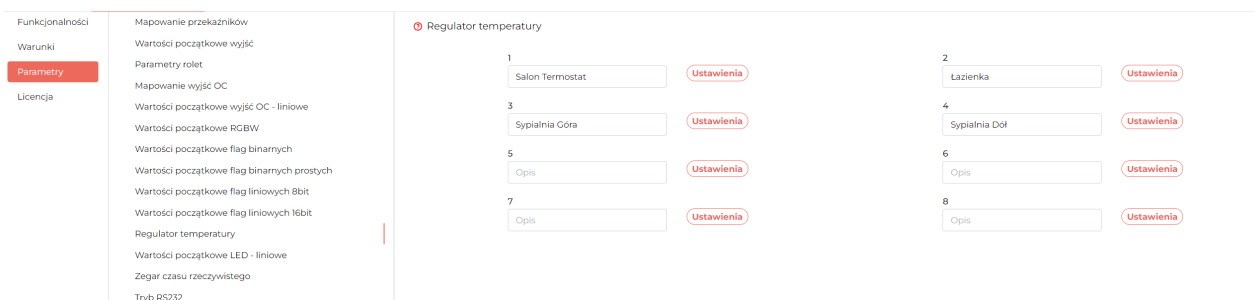 Funkcjonalności
Warunki
Parametry
Licencja
Mapowanie przekaźników
Wartości początkowe wyjść
Parametry rolet
Mapowanie wyjść OC
Wartości początkowe wyjść OC - liniowe
Wartości początkowe RGBW
Wartości początkowe flag binarnych
Wartości początkowe flag binarnych prostych
Wartości początkowe flag liniowych 8bit
Wartości początkowe flag liniowych 16bit
Regulator temperatury
Wartości początkowe LED - liniowe
Zegar czasu rzeczywistego
Tryb RS232
Regulator temperatury
1 2
Salon Termostat Ustawienia Łazienka Ustawienia
3 4
Sypialnia Góra Ustawienia Sypialnia Dół Ustawienia
5 6
Opis Ustawienia Opis Ustawienia
7 8
Opis Ustawienia Opis Ustawienia